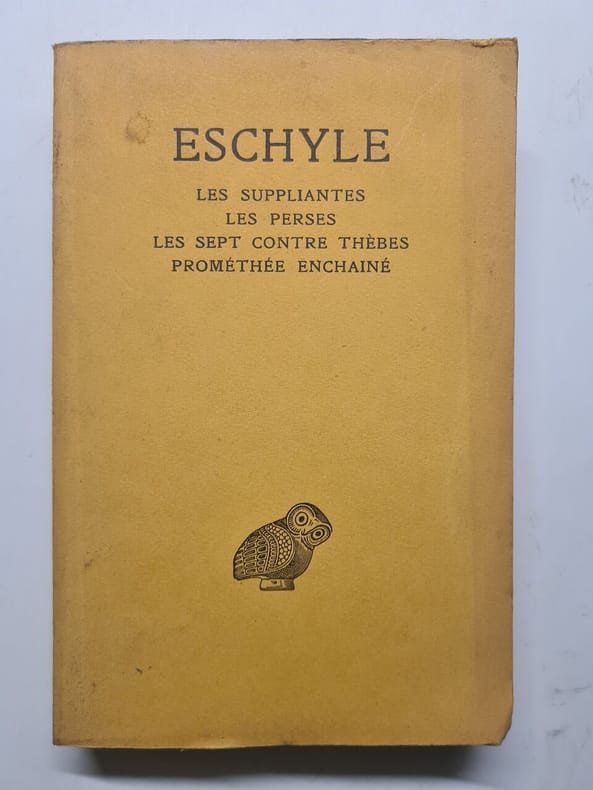 ESCHYLE
LES SUPPLIANTES
LES PERSES
LES SEPT CONTRE THÈBES
PROMÉTHÉE ENCHAINÉ